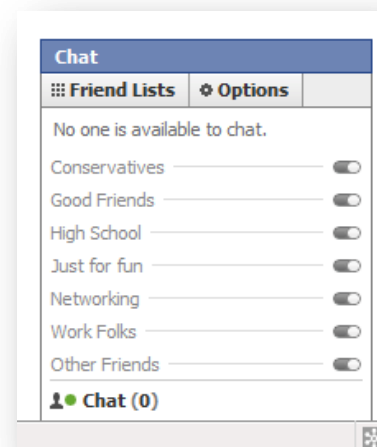 Chat
Friend Lists Options
No one is available to chat.
Conservatives
Good Friends
High School
Just for fun
Networking
Work Folks
Other Friends
Chat (0)